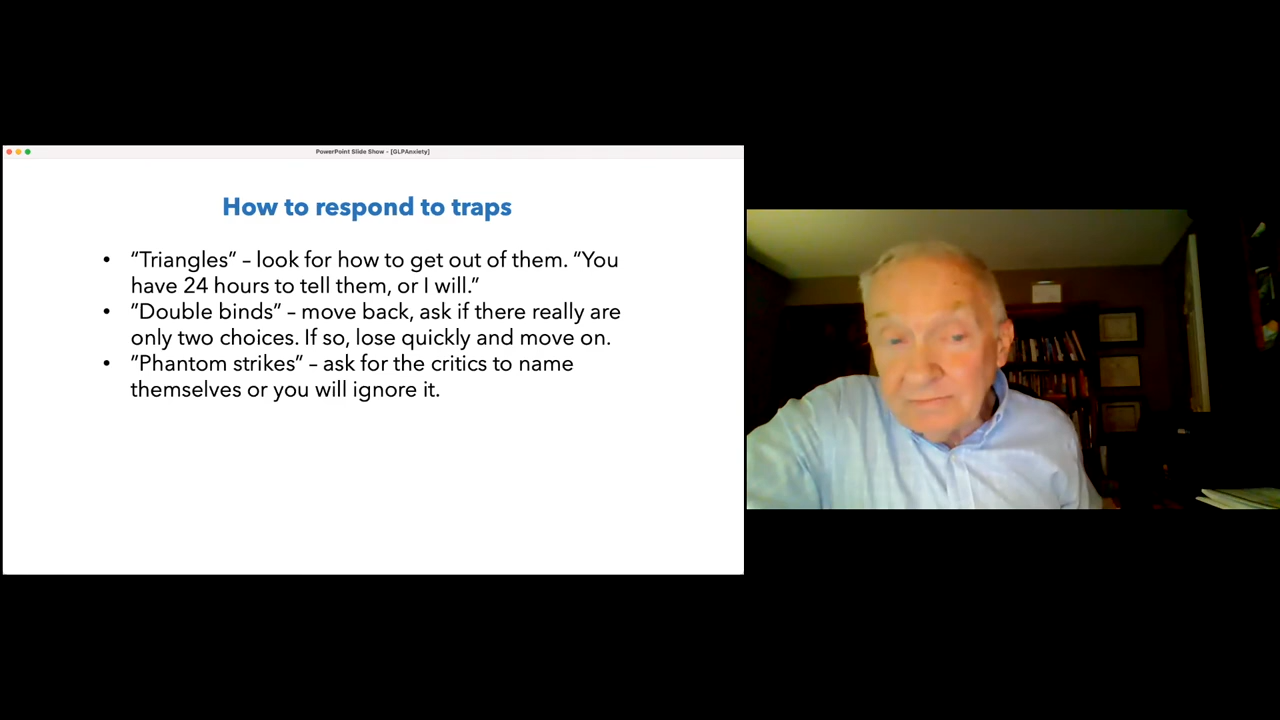 PowerPoint Slide Show - [GLPAnxiety]
How to respond to traps
• “Triangles” – look for how to get out of them. “You
have 24 hours to tell them, or I will.”
• “Double binds” – move back, ask if there really are
only two choices. If so, lose quickly and move on.
• “Phantom strikes” – ask for the critics to name
themselves or you will ignore it.